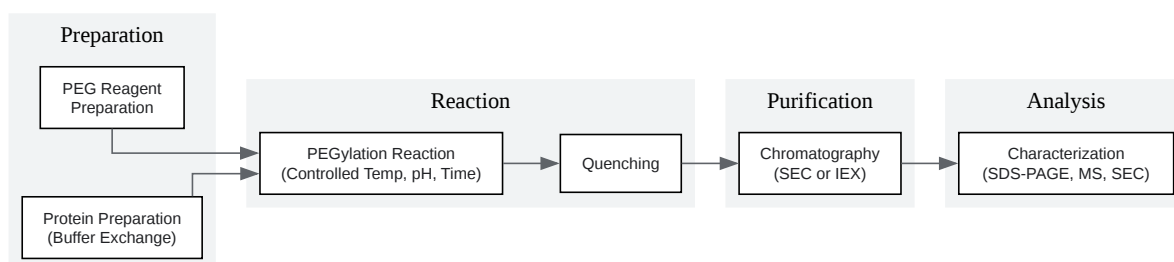 Preparation
PEG Reagent
Preparation
Protein Preparation
(Buffer Exchange)
Reaction
PEGylation Reaction
(Controlled Temp, pH, Time)
Quenching
Purification
Chromatography
(SEC or IEX)
Analysis
Characterization
(SDS-PAGE, MS, SEC)